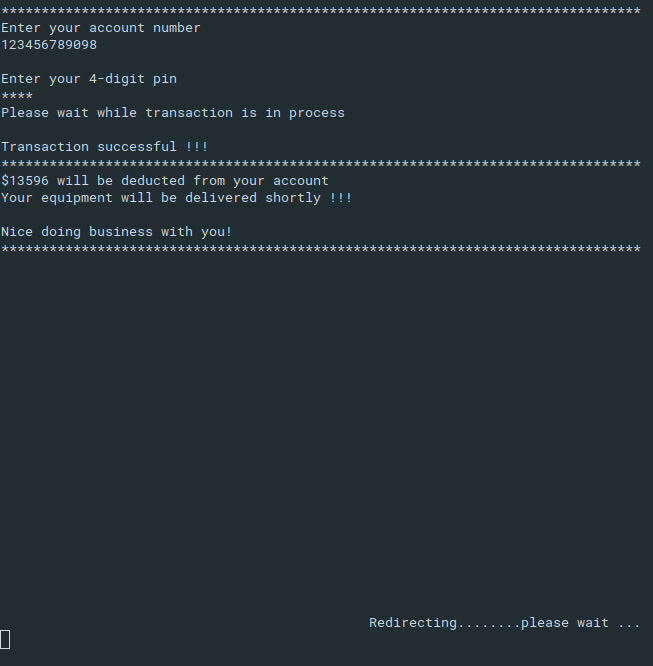 ********************************************************************************
Enter your account number
123456789098
Enter your 4-digit pin
****
Please wait while transaction is in process
Transaction successful !!!
********************************************************************************
$13596 will be deducted from your account
Your equipment will be delivered shortly !!!
Nice doing business with you!
********************************************************************************
Redirecting........please wait ...